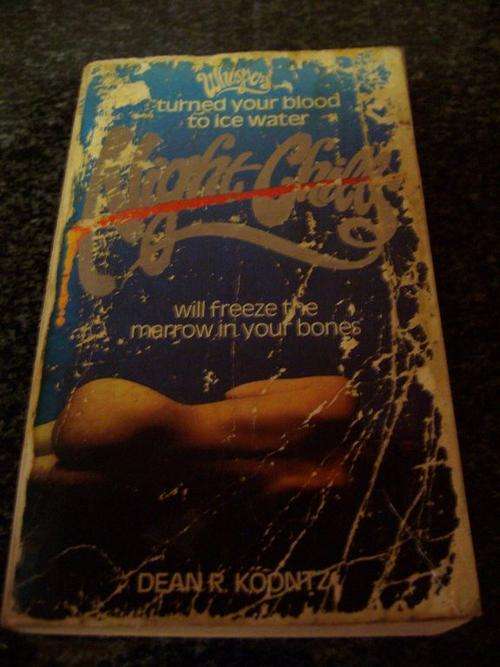 Whispers
turned your blood
to ice water
Night Chills
will freeze the
marrow in your bones
DEAN R. KOONTZ